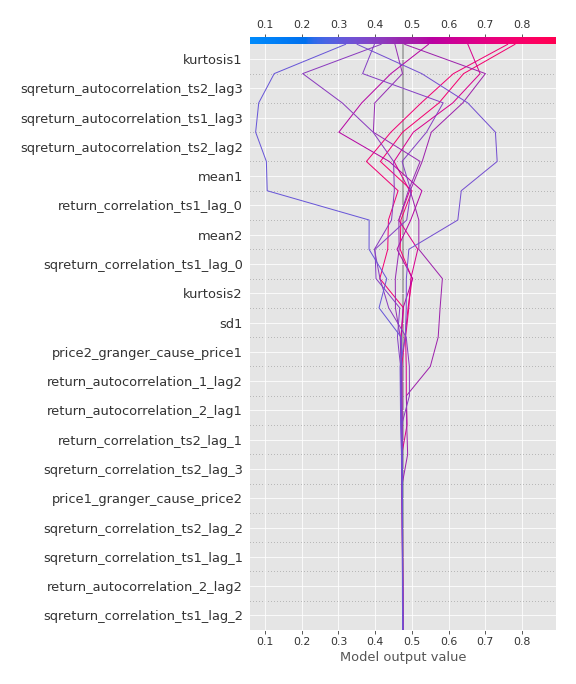 0.1 0.2 0.3 0.4 0.5 0.6 0.7 0.8
kurtosis1
sqreturn_autocorrelation_ts2_lag3
sqreturn_autocorrelation_ts1_lag3
sqreturn_autocorrelation_ts2_lag2
mean1
return_correlation_ts1_lag_0
mean2
sqreturn_correlation_ts1_lag_0
kurtosis2
sd1
price2_granger_cause_price1
return_autocorrelation_1_lag2
return_autocorrelation_2_lag1
return_correlation_ts2_lag_1
sqreturn_correlation_ts2_lag_3
price1_granger_cause_price2
sqreturn_correlation_ts2_lag_2
sqreturn_correlation_ts1_lag_1
return_autocorrelation_2_lag2
sqreturn_correlation_ts1_lag_2
0.1 0.2 0.3 0.4 0.5 0.6 0.7 0.8
Model output value